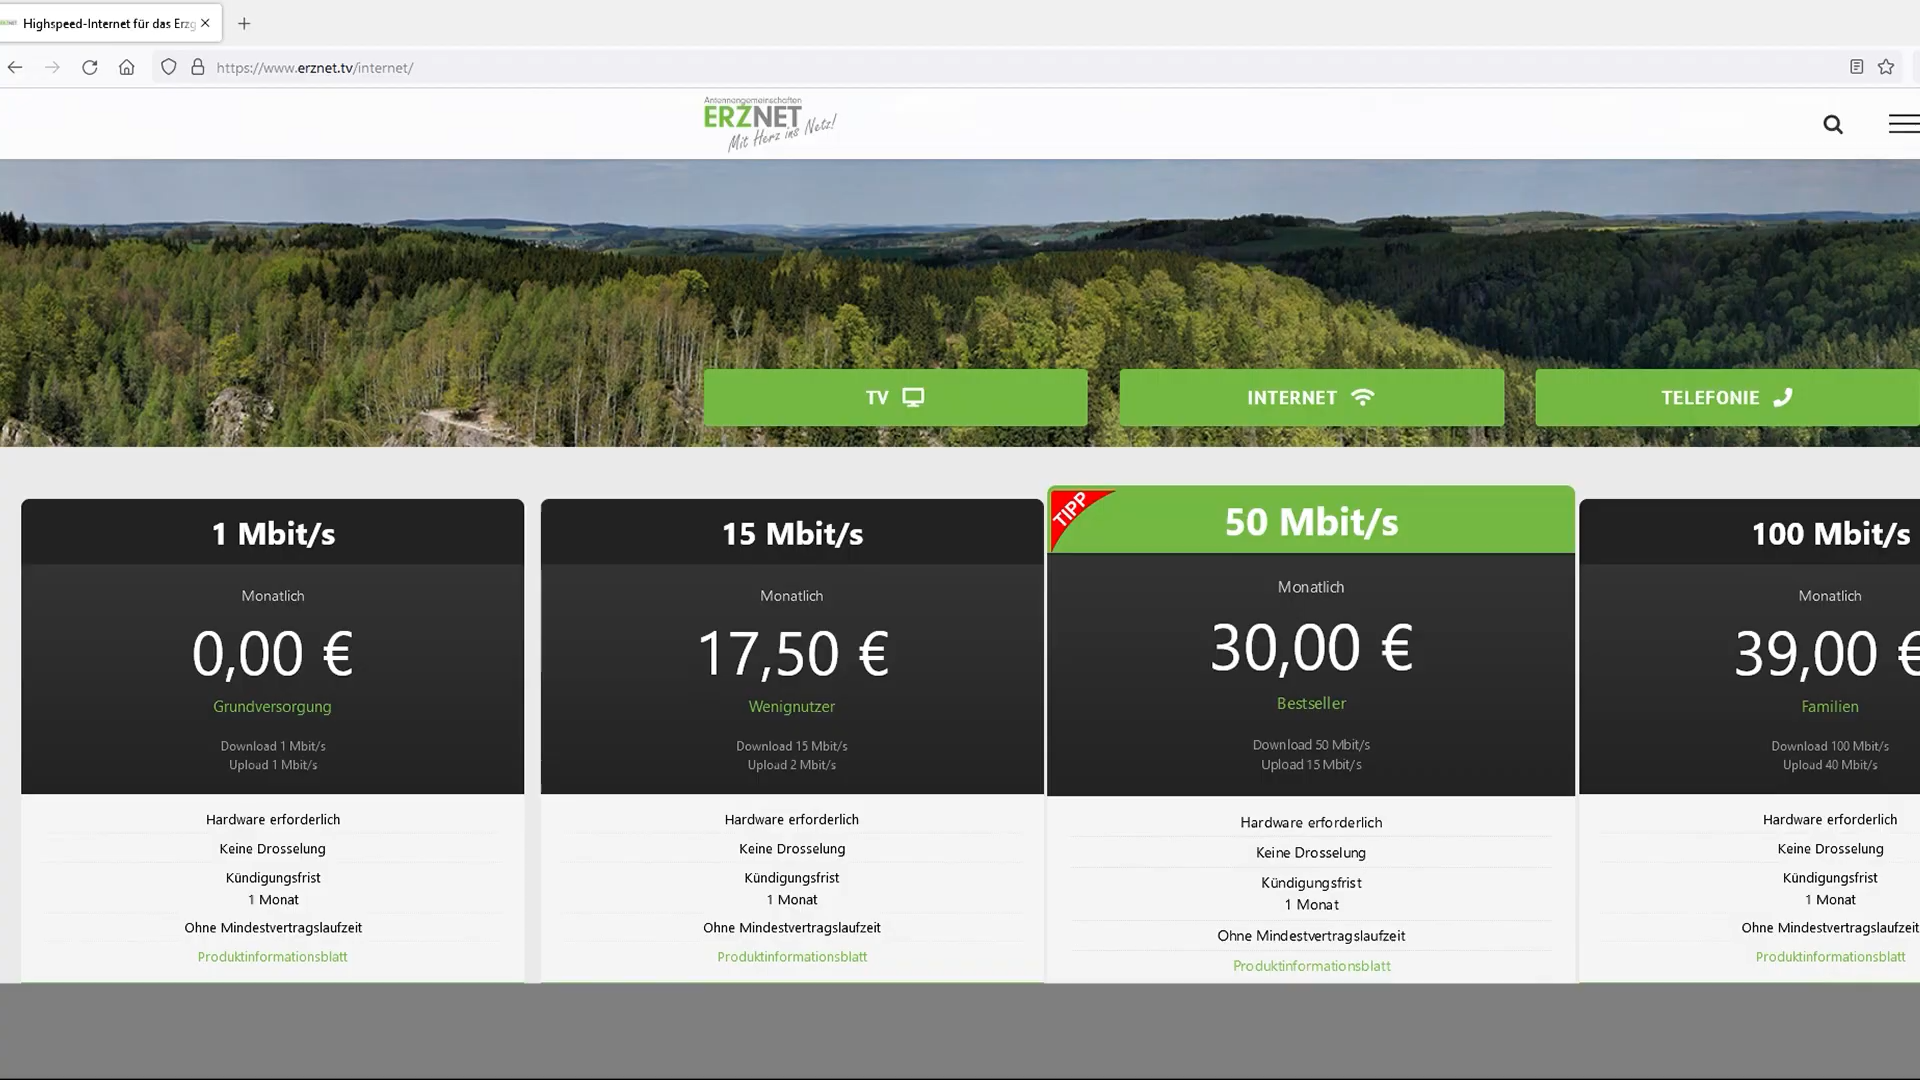 Highspeed-Internet für das Erzg
https://www.erznet.tv/internet/
Antennengemeinschaften
ERZNET
Mit Herz ins Netz!
TV
INTERNET
TELEFONIE
1 Mbit/s
Monatlich
0,00 €
Grundversorgung
Download 1 Mbit/s
Upload 1 Mbit/s
Hardware erforderlich
Keine Drosselung
Kündigungsfrist
1 Monat
Ohne Mindestvertragslaufzeit
Produktinformationsblatt
15 Mbit/s
Monatlich
17,50 €
Wenignutzer
Download 15 Mbit/s
Upload 2 Mbit/s
Hardware erforderlich
Keine Drosselung
Kündigungsfrist
1 Monat
Ohne Mindestvertragslaufzeit
Produktinformationsblatt
TIPP
50 Mbit/s
Monatlich
30,00 €
Bestseller
Download 50 Mbit/s
Upload 15 Mbit/s
Hardware erforderlich
Keine Drosselung
Kündigungsfrist
1 Monat
Ohne Mindestvertragslaufzeit
Produktinformationsblatt
100 Mbit/s
Monatlich
39,00 €
Familien
Download 100 Mbit/s
Upload 40 Mbit/s
Hardware erforderlich
Keine Drosselung
Kündigungsfrist
1 Monat
Ohne Mindestvertragslaufzeit
Produktinformationsblatt